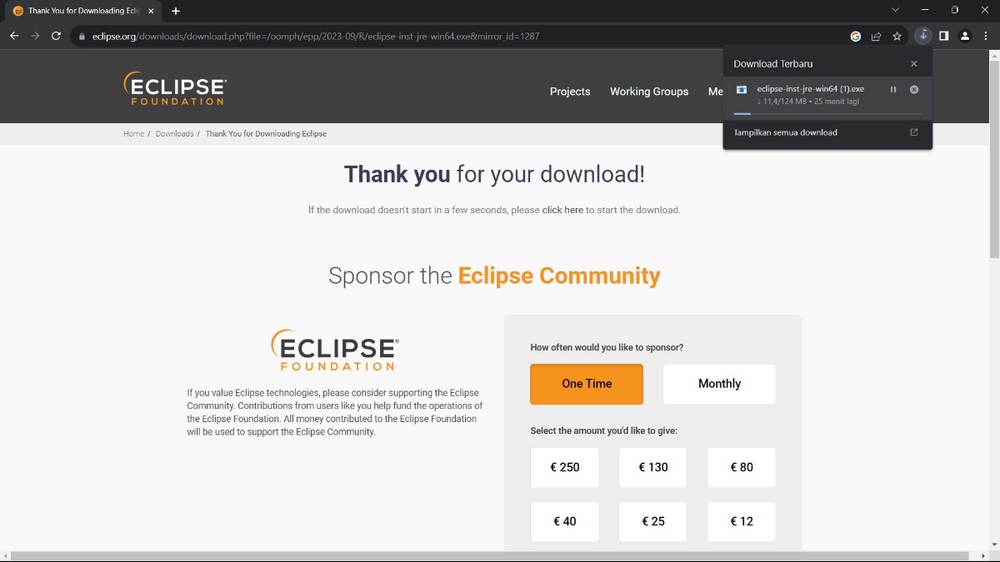 Thank You for Downloading Ecli
eclipse.org/downloads/download.php?file=/oomph/epp/2023-09/R/eclipse-inst-jre-win64.exe&mirror_id=1287
ECLIPSE®
FOUNDATION
Projects
Working Groups
Me
Download Terbaru
eclipse-inst-jre-win64 (1).exe
↓ 11,4/124 MB • 25 menit lagi
Tampilkan semua download
Home / Downloads / Thank You for Downloading Eclipse
Thank you for your download!
If the download doesn't start in a few seconds, please click here to start the download.
Sponsor the Eclipse Community
ECLIPSE®
FOUNDATION
If you value Eclipse technologies, please consider supporting the Eclipse
Community. Contributions from users like you help fund the operations of
the Eclipse Foundation. All money contributed to the Eclipse Foundation
will be used to support the Eclipse Community.
How often would you like to sponsor?
One Time
Monthly
Select the amount you'd like to give:
€ 250
€ 130
€ 80
€ 40
€ 25
€ 12